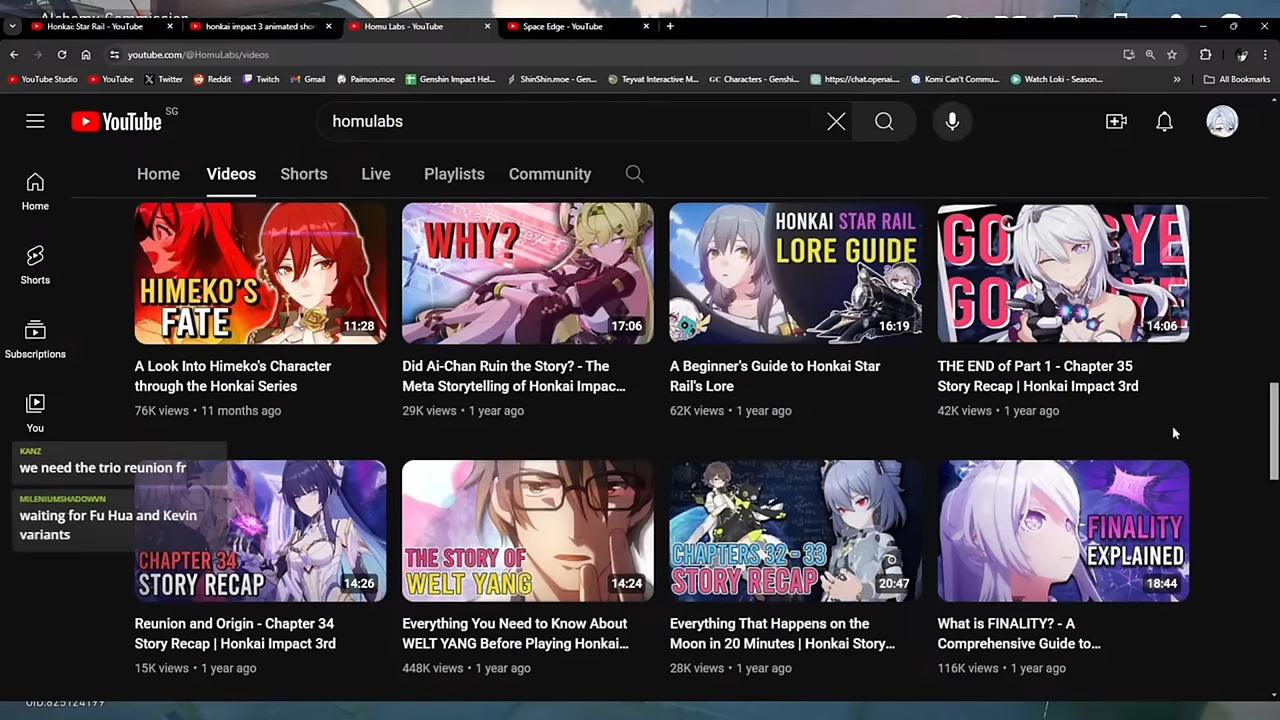 Alchemy Commission
Honkai: Star Rail - YouTube
honkai impact 3 animated shor
Homu Labs - YouTube
Space Edge - YouTube
youtube.com/@HomuLabs/videos
YouTube Studio
YouTube
Twitter
Reddit
Twitch
Gmail
Paimon.moe
Genshin Impact Hel...
ShinShin.moe - Gen...
Teyvat Interactive M...
GC Characters - Genshi...
https://chat.openai....
Komi Can't Commu...
Watch Loki - Season...
All Bookmarks
YouTube SG
homulabs
Home
Videos
Shorts
Live
Playlists
Community
Home
Shorts
Subscriptions
You
HIMEKO'S
FATE
11:28
WHY?
17:06
HONKAI STAR RAIL
LORE GUIDE
16:19
14:06
A Look Into Himeko's Character
through the Honkai Series
76K views • 11 months ago
Did Ai-Chan Ruin the Story? - The
Meta Storytelling of Honkai Impac...
29K views • 1 year ago
A Beginner's Guide to Honkai Star
Rail's Lore
62K views • 1 year ago
THE END of Part 1 - Chapter 35
Story Recap | Honkai Impact 3rd
42K views • 1 year ago
KANZ
we need the trio reunion fr
MILENIUMSHADOWVN
waiting for Fu Hua and Kevin
variants
CHAPTER 34
STORY RECAP
14:26
THE STORY OF
WELT YANG
14:24
CHAPTERS 32 - 33
STORY RECAP
20:47
FINALITY
EXPLAINED
18:44
Reunion and Origin - Chapter 34
Story Recap | Honkai Impact 3rd
15K views • 1 year ago
Everything You Need to Know About
WELT YANG Before Playing Honkai...
448K views • 1 year ago
Everything That Happens on the
Moon in 20 Minutes | Honkai Story...
28K views • 1 year ago
What is FINALITY? - A
Comprehensive Guide to...
116K views • 1 year ago
UID:825124199